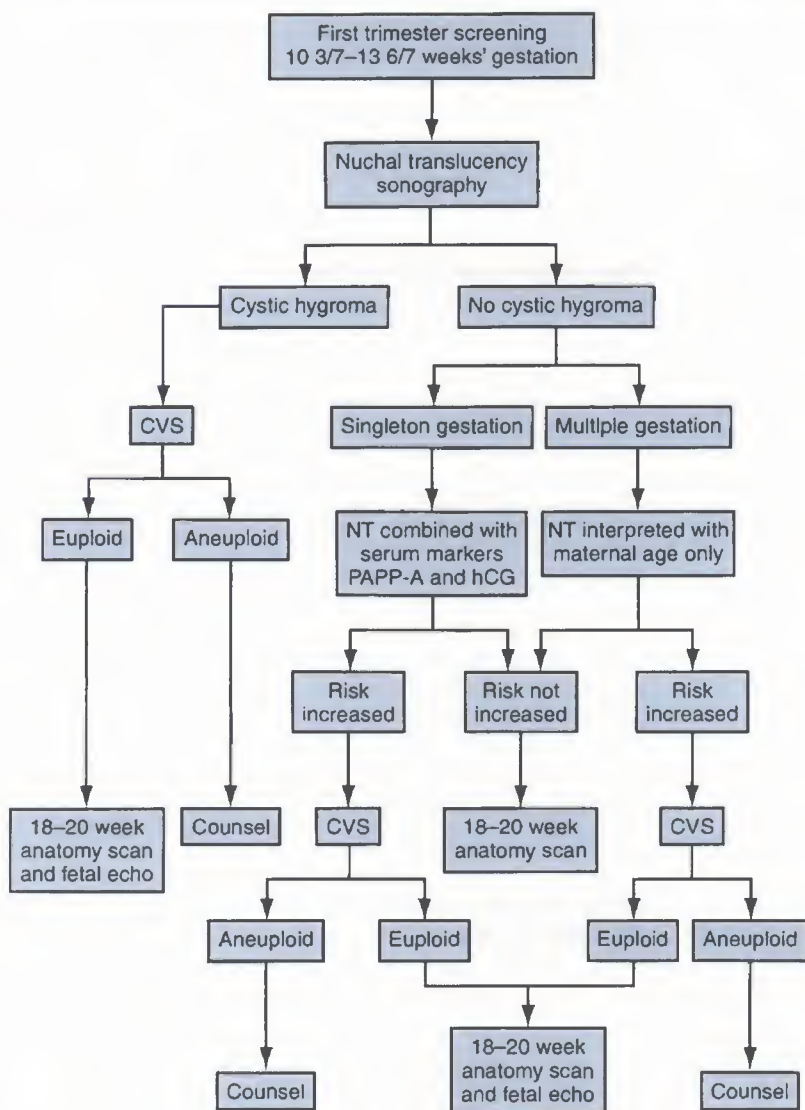 First trimester screening
10 3/7–13 6/7 weeks' gestation
Nuchal translucency
sonography
Cystic hygroma
No cystic hygroma
CVS
Singleton gestation
Multiple gestation
Euploid
Aneuploid
NT combined with
serum markers
PAPP-A and hCG
NT interpreted with
maternal age only
Risk
increased
Risk not
increased
Risk
increased
18–20 week
anatomy scan
and fetal echo
Counsel
CVS
18–20 week
anatomy scan
CVS
Aneuploid
Euploid
Euploid
Aneuploid
Counsel
18–20 week
anatomy scan
and fetal echo
Counsel